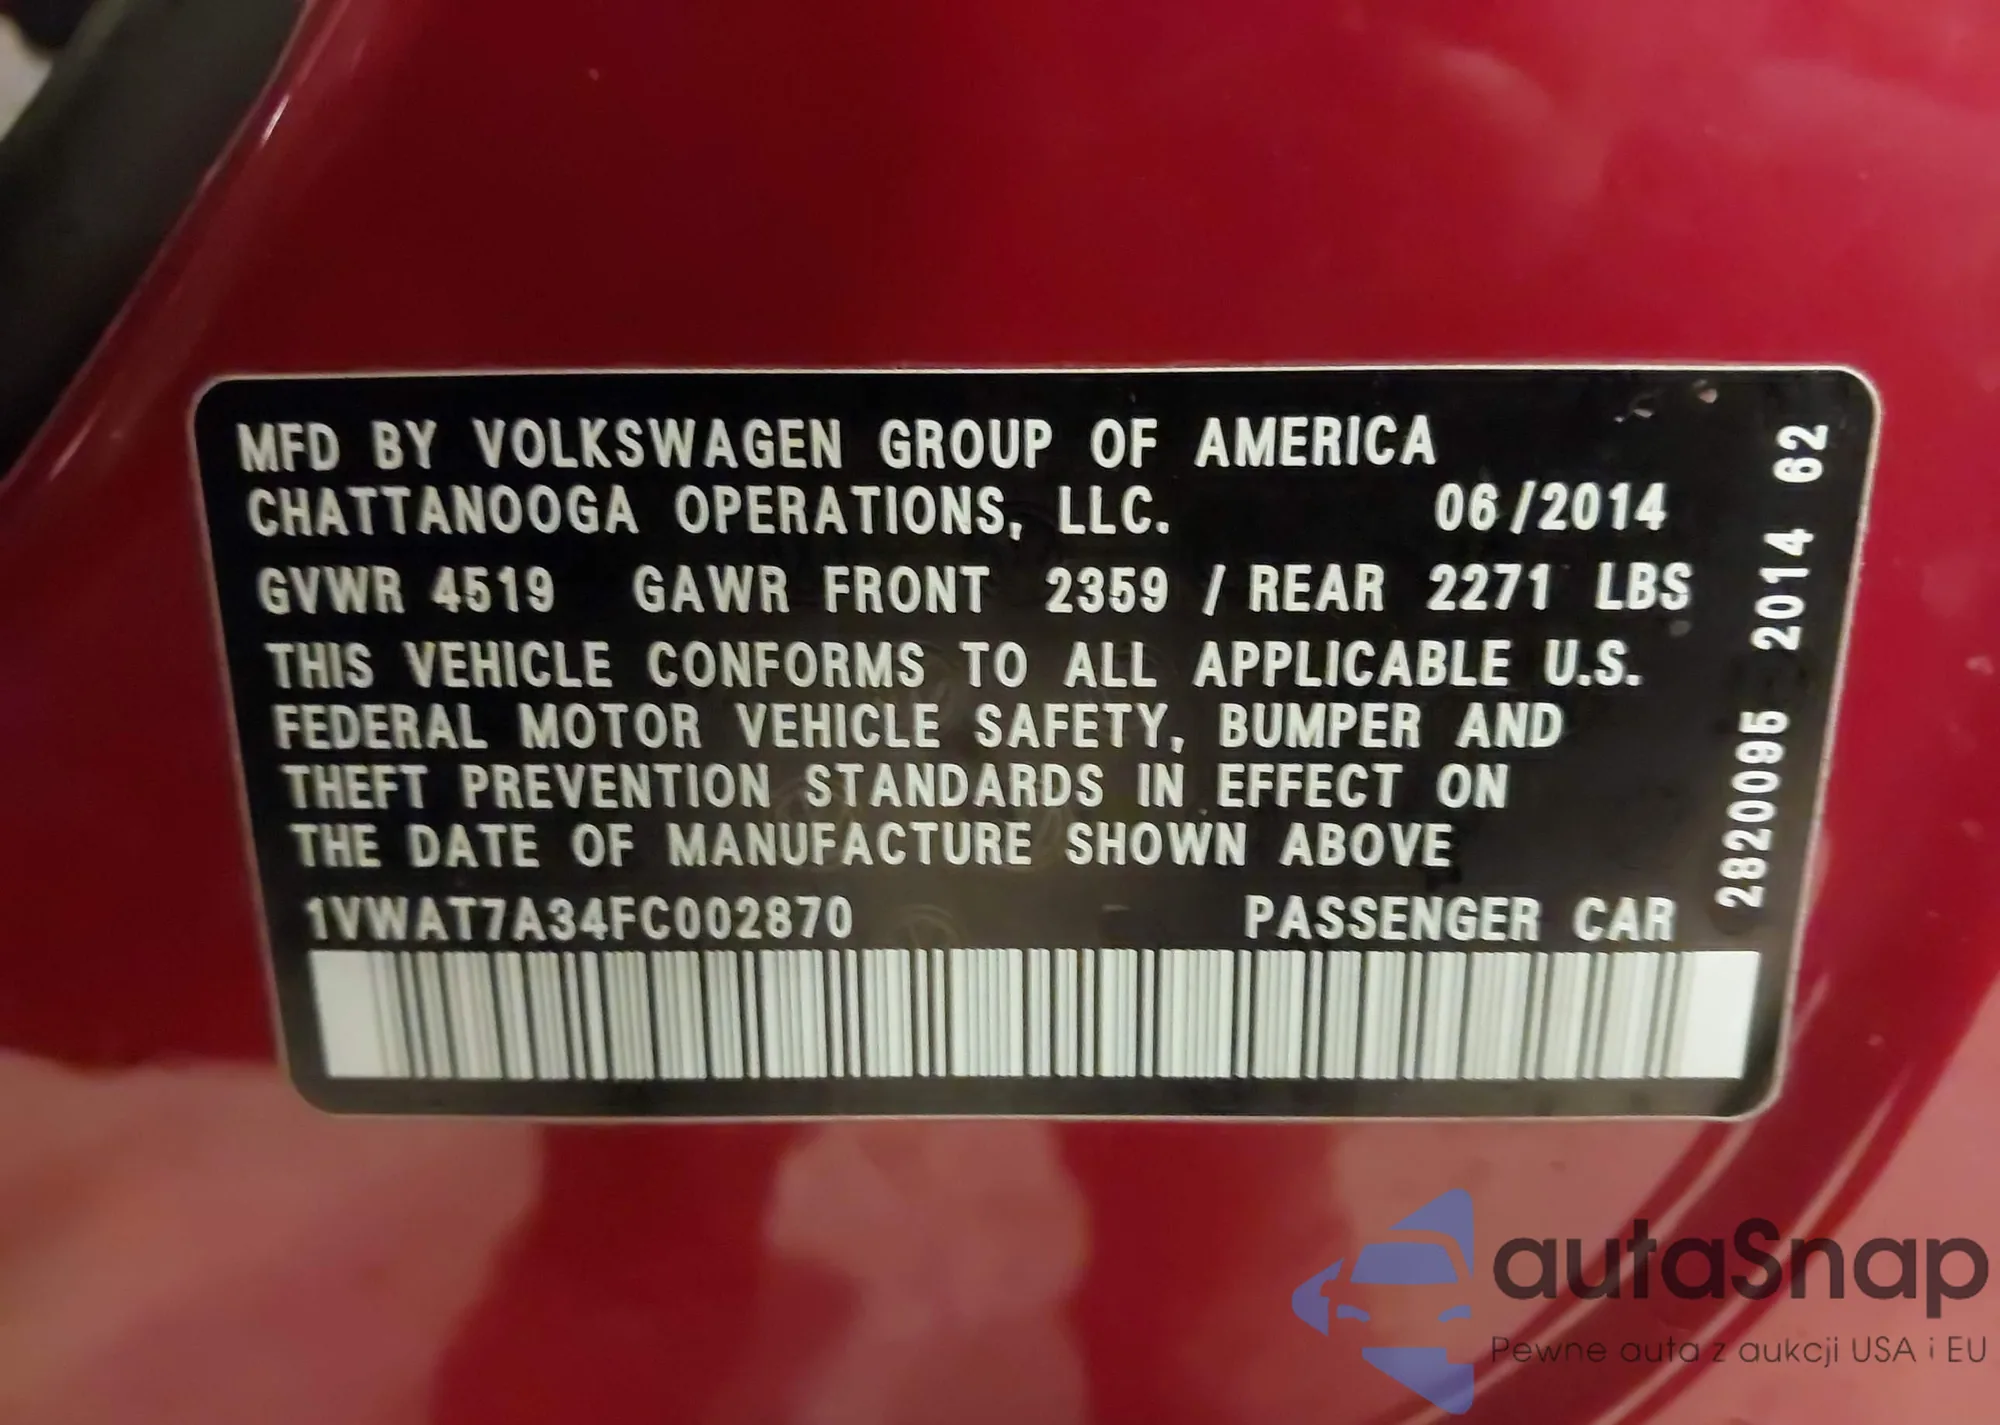 MFD BY VOLKSWAGEN GROUP OF AMERICA
CHATTANOOGA OPERATIONS, LLC. 06/2014
GVWR 4519 GAWR FRONT 2359 / REAR 2271 LBS
THIS VEHICLE CONFORMS TO ALL APPLICABLE U.S.
FEDERAL MOTOR VEHICLE SAFETY, BUMPER AND
THEFT PREVENTION STANDARDS IN EFFECT ON
THE DATE OF MANUFACTURE SHOWN ABOVE
1VWAT7A34FC002870 PASSENGER CAR
2820095 2014 62
autaSnap
Pewne auta z aukcji USA i EU